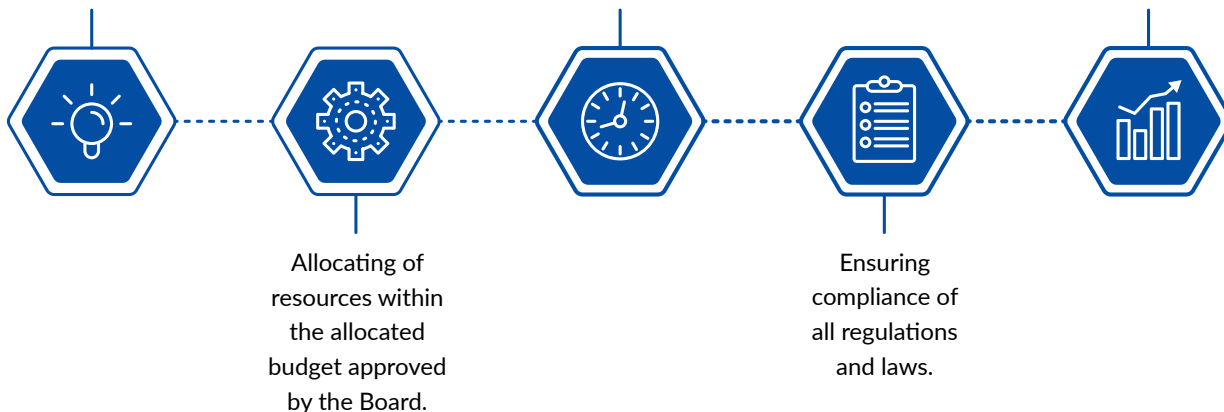 Allocating of
resources within
the allocated
budget approved
by the Board.
Ensuring
compliance of
all regulations
and laws.